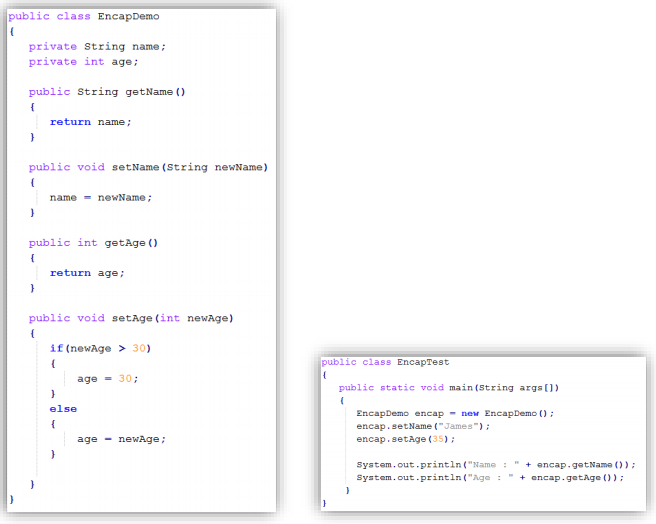 public class EncapDemo
{
private String name;
private int age;
public String getName()
{
return name;
}
public void setName(String newName)
{
name = newName;
}
public int getAge()
{
return age;
}
public void setAge(int newAge)
{
if(newAge > 30)
{
age = 30;
}
else
{
age = newAge;
}
}
}
public class EncapTest
{
public static void main(String args[])
{
EncapDemo encap = new EncapDemo();
encap.setName("James");
encap.setAge(35);
System.out.println("Name : " + encap.getName());
System.out.println("Age : " + encap.getAge());
}
}